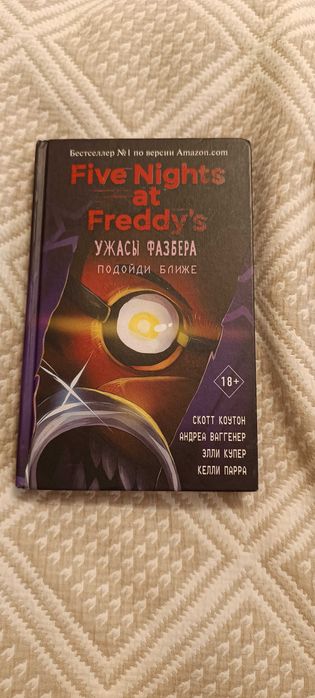 Бестселлер №1 по версии Amazon.com
Five Nights
at
Freddy's
УЖАСЫ ФАЗБЕРА
ПОДОЙДИ БЛИЖЕ
18+
СКОТТ КОУТОН
АНДРЕА ВАГГЕНЕР
ЭЛЛИ КУПЕР
КЕЛЛИ ПАРРА